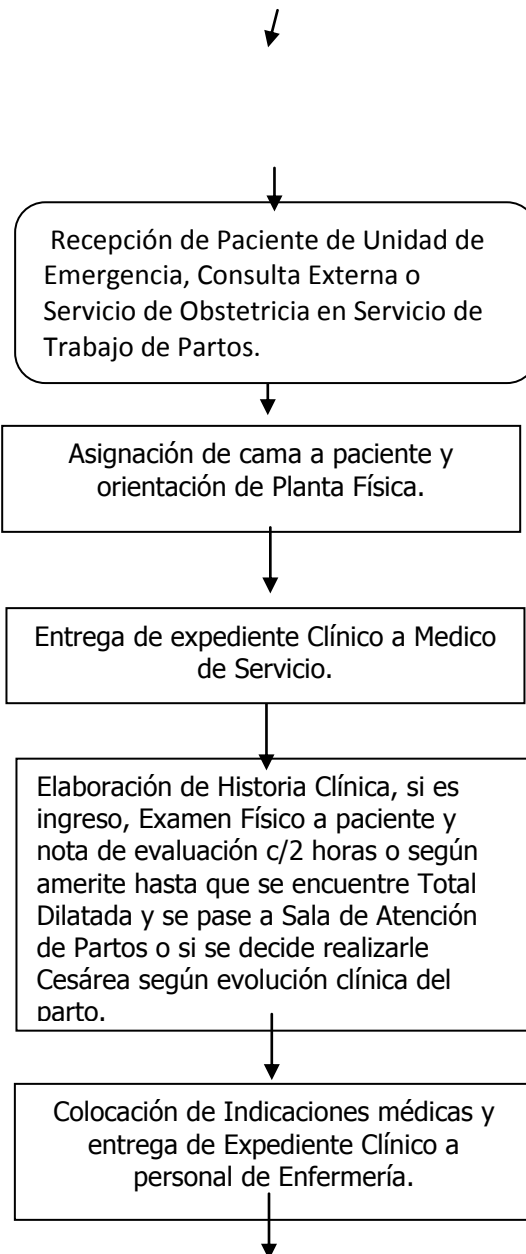 Recepción de Paciente de Unidad de
Emergencia, Consulta Externa o
Servicio de Obstetricia en Servicio de
Trabajo de Partos.
Asignación de cama a paciente y
orientación de Planta Física.
Entrega de expediente Clínico a Medico
de Servicio.
Elaboración de Historia Clínica, si es
ingreso, Examen Físico a paciente y
nota de evaluación c/2 horas o según
amerite hasta que se encuentre Total
Dilatada y se pase a Sala de Atención
de Partos o si se decide realizarle
Cesárea según evolución clínica del
parto.
Colocación de Indicaciones médicas y
entrega de Expediente Clínico a
personal de Enfermería.